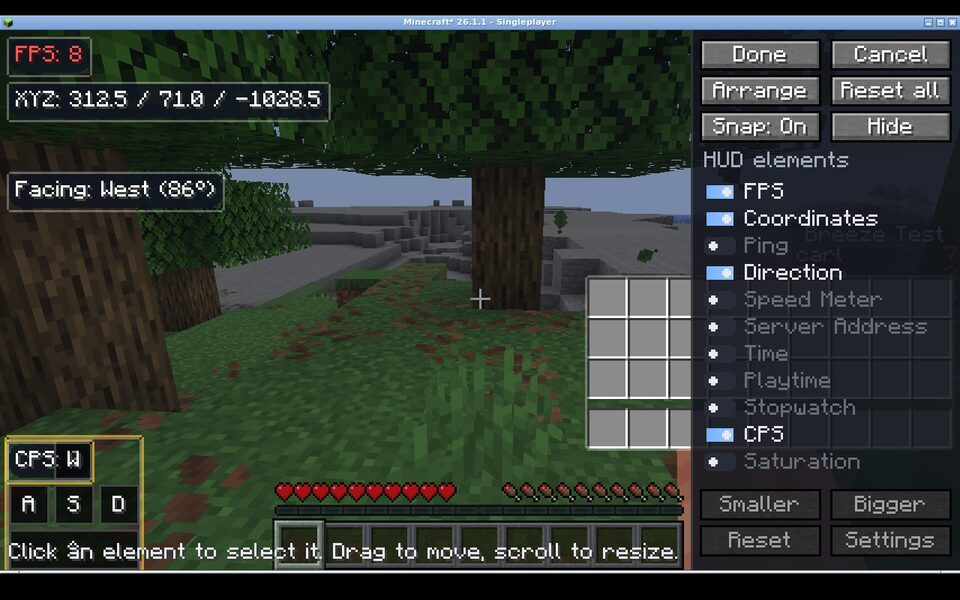 Minecraft* 26.1.1 - Singleplayer
FPS: 8
XYZ: 312.5 / 71.0 / -1028.5
Facing: West (86°)
CPS: W
A S D
Click an element to select it. Drag to move, scroll to resize.
Done Cancel
Arrange Reset all
Snap: On Hide
HUD elements
FPS
Coordinates
Ping
Direction
Speed Meter
Server Address
Time
Playtime
Stopwatch
CPS
Saturation
Breeze Test
carl
Smaller Bigger
Reset Settings